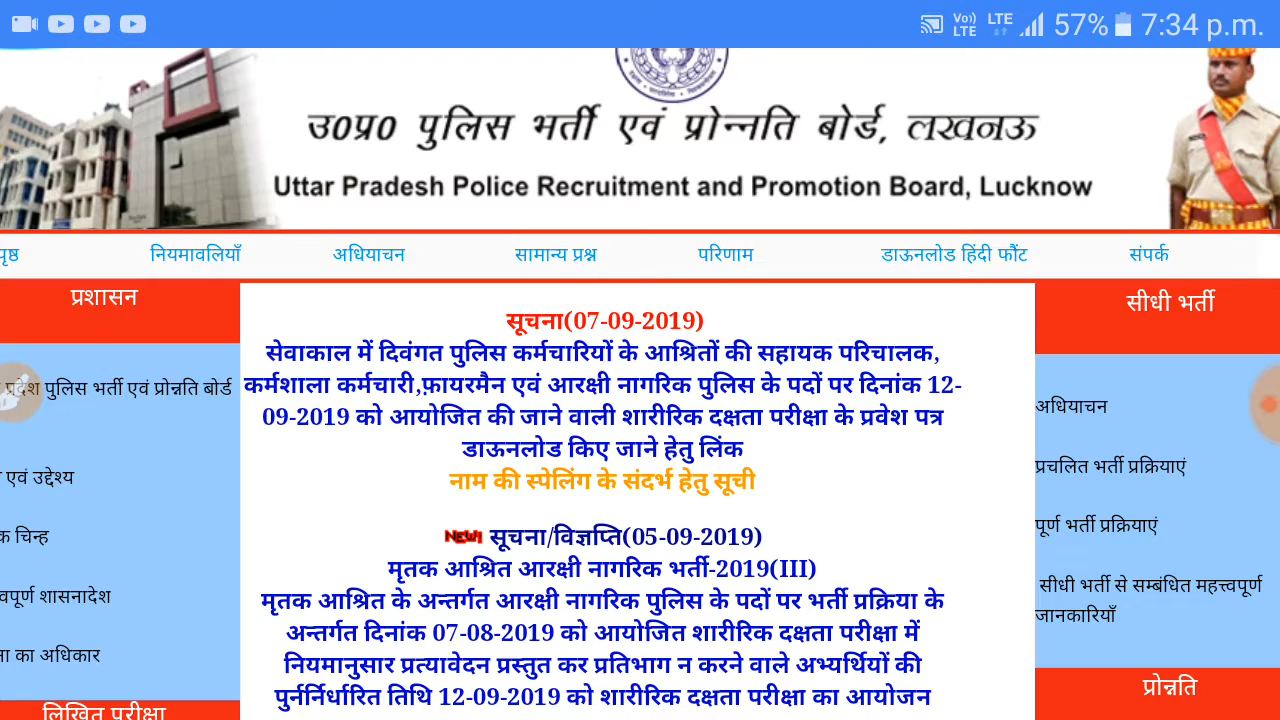 Vo)) LTE LTE 57% 7:34 p.m.
उ0प्र0 पुलिस भर्ती एवं प्रोन्नति बोर्ड, लखनऊ
Uttar Pradesh Police Recruitment and Promotion Board, Lucknow
पृष्ठ नियमावलियाँ अधियाचन सामान्य प्रश्न परिणाम डाऊनलोड हिंदी फौंट संपर्क
प्रशासन
प्रदेश पुलिस भर्ती एवं प्रोन्नति बोर्ड
एवं उद्देश्य
क चिन्ह
वपूर्ण शासनादेश
ना का अधिकार
लिखित परीक्षा
सूचना(07-09-2019)
सेवाकाल में दिवंगत पुलिस कर्मचारियों के आश्रितों की सहायक परिचालक,
कर्मशाला कर्मचारी,फ़ायरमैन एवं आरक्षी नागरिक पुलिस के पदों पर दिनांक 12-
09-2019 को आयोजित की जाने वाली शारीरिक दक्षता परीक्षा के प्रवेश पत्र
डाऊनलोड किए जाने हेतु लिंक
नाम की स्पेलिंग के संदर्भ हेतु सूची
NEW! सूचना/विज्ञप्ति(05-09-2019)
मृतक आश्रित आरक्षी नागरिक भर्ती-2019(III)
मृतक आश्रित के अन्तर्गत आरक्षी नागरिक पुलिस के पदों पर भर्ती प्रक्रिया के
अन्तर्गत दिनांक 07-08-2019 को आयोजित शारीरिक दक्षता परीक्षा में
नियमानुसार प्रत्यावेदन प्रस्तुत कर प्रतिभाग न करने वाले अभ्यर्थियों की
पुर्ननिर्धारित तिथि 12-09-2019 को शारीरिक दक्षता परीक्षा का आयोजन
सीधी भर्ती
अधियाचन
प्रचलित भर्ती प्रक्रियाएं
पूर्ण भर्ती प्रक्रियाएं
सीधी भर्ती से सम्बंधित महत्त्वपूर्ण
जानकारियाँ
प्रोन्नति